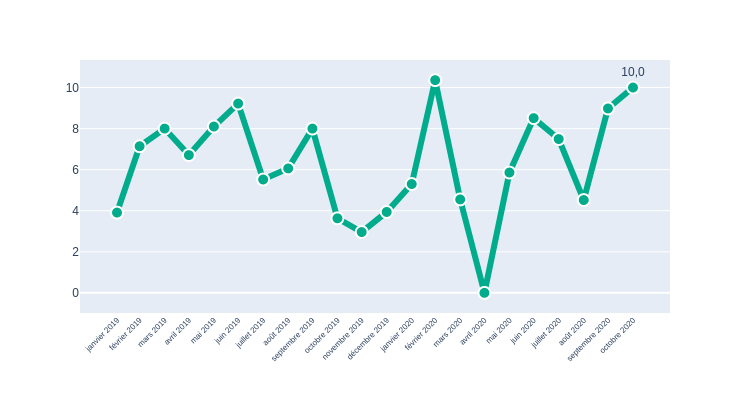 10,0
10
8
6
4
2
0
janvier 2019
février 2019
mars 2019
avril 2019
mai 2019
juin 2019
juillet 2019
août 2019
septembre 2019
octobre 2019
novembre 2019
décembre 2019
janvier 2020
février 2020
mars 2020
avril 2020
mai 2020
juin 2020
juillet 2020
août 2020
septembre 2020
octobre 2020